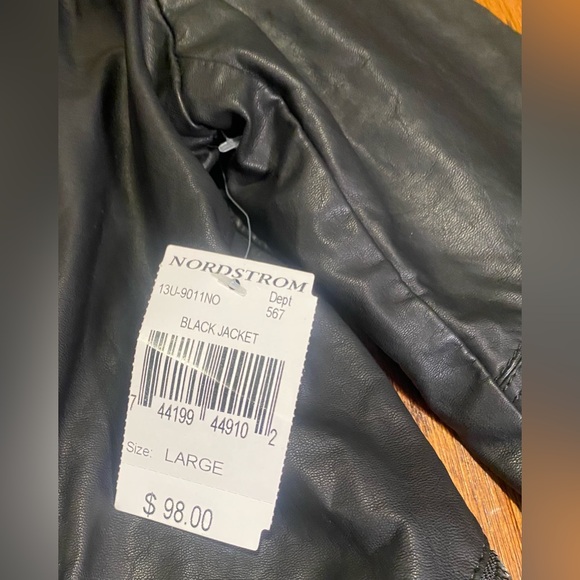 NORDSTROM
13U-9011NO
Dept
567
BLACK JACKET
7 44199 44910 2
Size: LARGE
$ 98.00